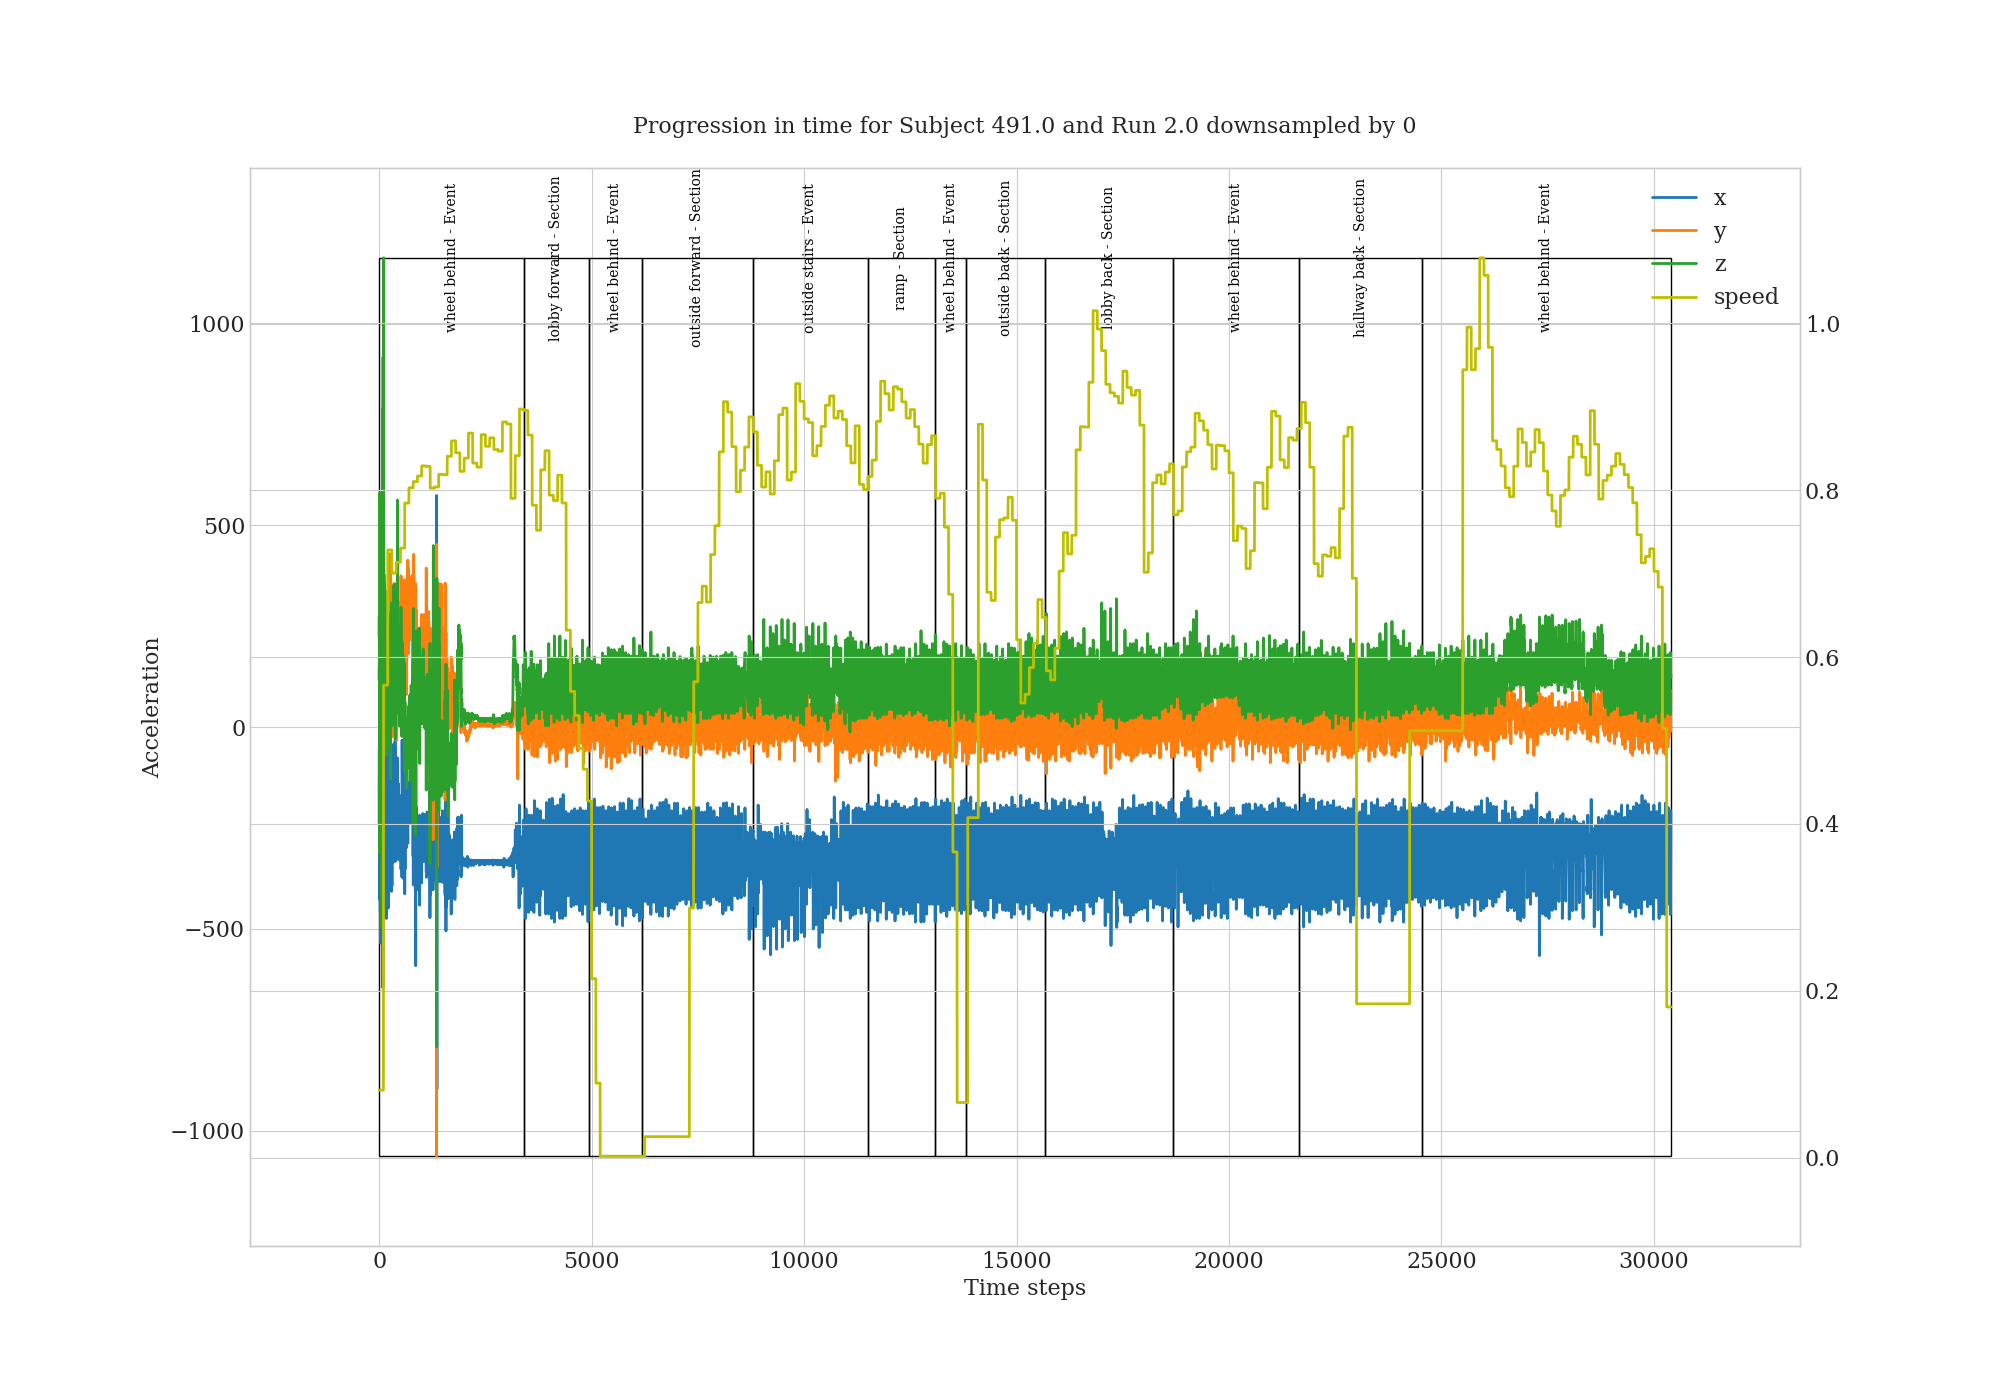 Progression in time for Subject 491.0 and Run 2.0 downsampled by 0
wheel behind - Event
lobby forward - Section
wheel behind - Event
outside forward - Section
outside stairs - Event
ramp - Section
wheel behind - Event
outside back - Section
lobby back - Section
wheel behind - Event
hallway back - Section
wheel behind - Event
x
y
z
speed
Acceleration
1000
500
0
−500
−1000
1.0
0.8
0.6
0.4
0.2
0.0
0 5000 10000 15000 20000 25000 30000
Time steps